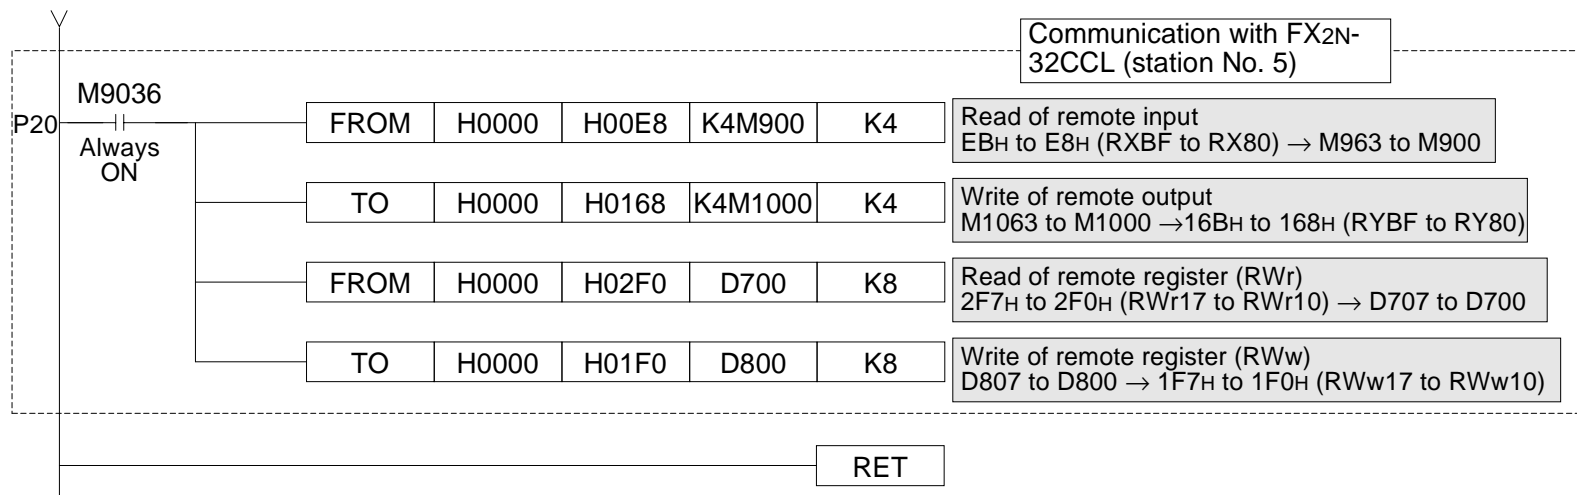 Communication with FX2N-
32CCL (station No. 5)
M9036
P20
Always
ON
FROM H0000 H00E8 K4M900 K4
Read of remote input
EBH to E8H (RXBF to RX80) → M963 to M900
TO H0000 H0168 K4M1000 K4
Write of remote output
M1063 to M1000 →16BH to 168H (RYBF to RY80)
FROM H0000 H02F0 D700 K8
Read of remote register (RWr)
2F7H to 2F0H (RWr17 to RWr10) → D707 to D700
TO H0000 H01F0 D800 K8
Write of remote register (RWw)
D807 to D800 → 1F7H to 1F0H (RWw17 to RWw10)
RET